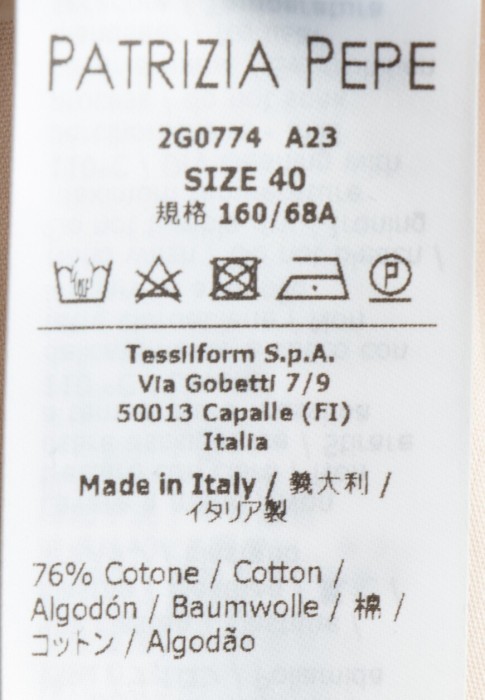 PATRIZIA PEPE
2G0774 A23
SIZE 40
規格 160/68A
P
Tessilform S.p.A.
Via Gobetti 7/9
50013 Capalle (FI)
Italia
Made in Italy / 義大利 /
イタリア製
76% Cotone / Cotton /
Algodón / Baumwolle / 棉 /
コットン / Algodão